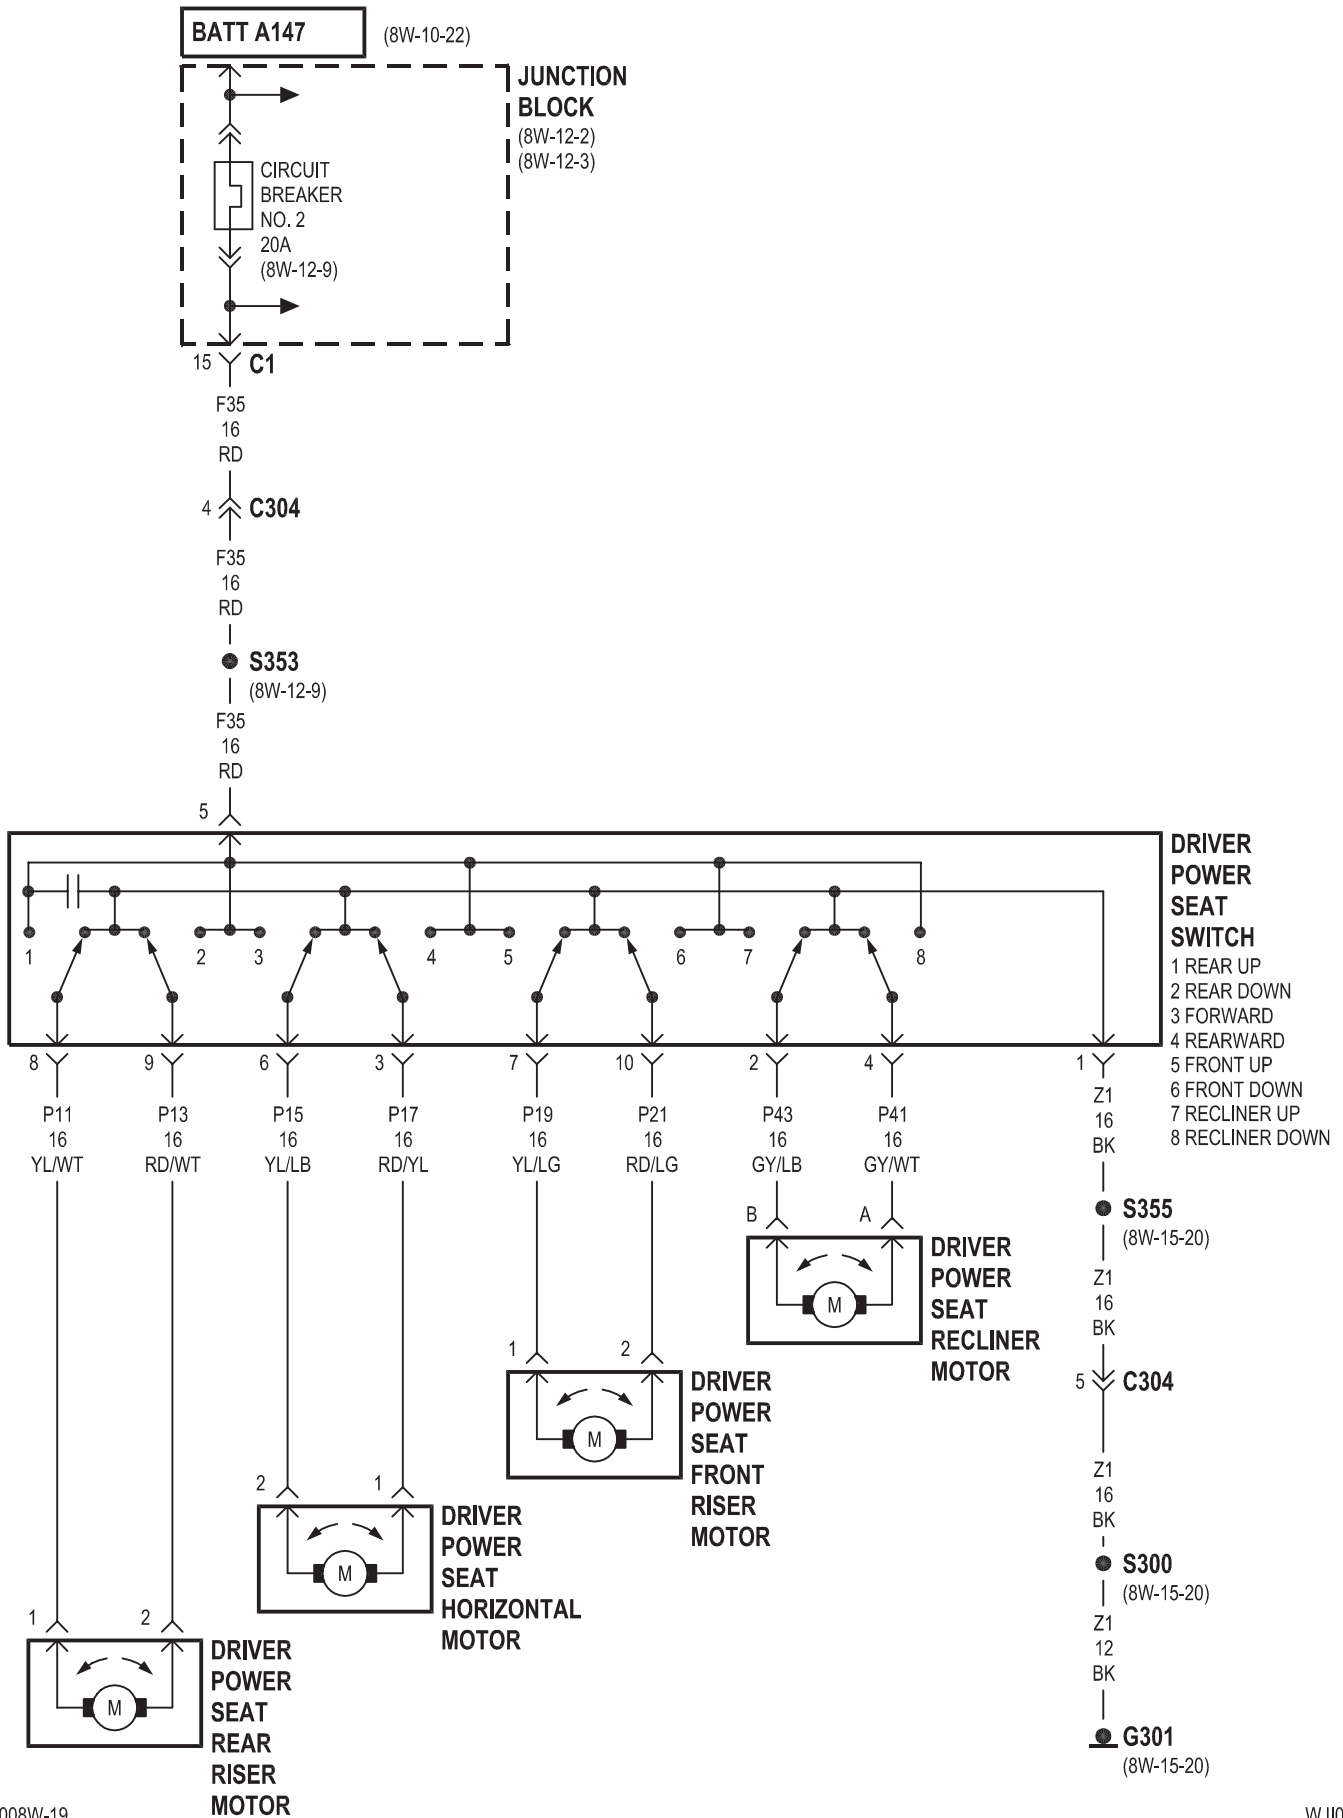 BATT A147
(8W-10-22)
JUNCTION
BLOCK
(8W-12-2)
(8W-12-3)
CIRCUIT
BREAKER
NO. 2
20A
(8W-12-9)
15 C1
F35
16
RD
4 C304
F35
16
RD
S353
(8W-12-9)
F35
16
RD
5
DRIVER
POWER
SEAT
SWITCH
1 REAR UP
2 REAR DOWN
3 FORWARD
4 REARWARD
5 FRONT UP
6 FRONT DOWN
7 RECLINER UP
8 RECLINER DOWN
1 2 3 4 5 6 7 8
8 9 6 3 7 10 2 4 1
P11 P13 P15 P17 P19 P21 P43 P41
16 16 16 16 16 16 16 16
YL/WT RD/WT YL/LB RD/YL YL/LG RD/LG GY/LB GY/WT
Z1
16
BK
S355
(8W-15-20)
Z1
16
BK
5 C304
Z1
16
BK
S300
(8W-15-20)
Z1
12
BK
G301
(8W-15-20)
B A
M
DRIVER
POWER
SEAT
RECLINER
MOTOR
1 2
M
DRIVER
POWER
SEAT
FRONT
RISER
MOTOR
2 1
M
DRIVER
POWER
SEAT
HORIZONTAL
MOTOR
1 2
M
DRIVER
POWER
SEAT
REAR
RISER
MOTOR
008W-19